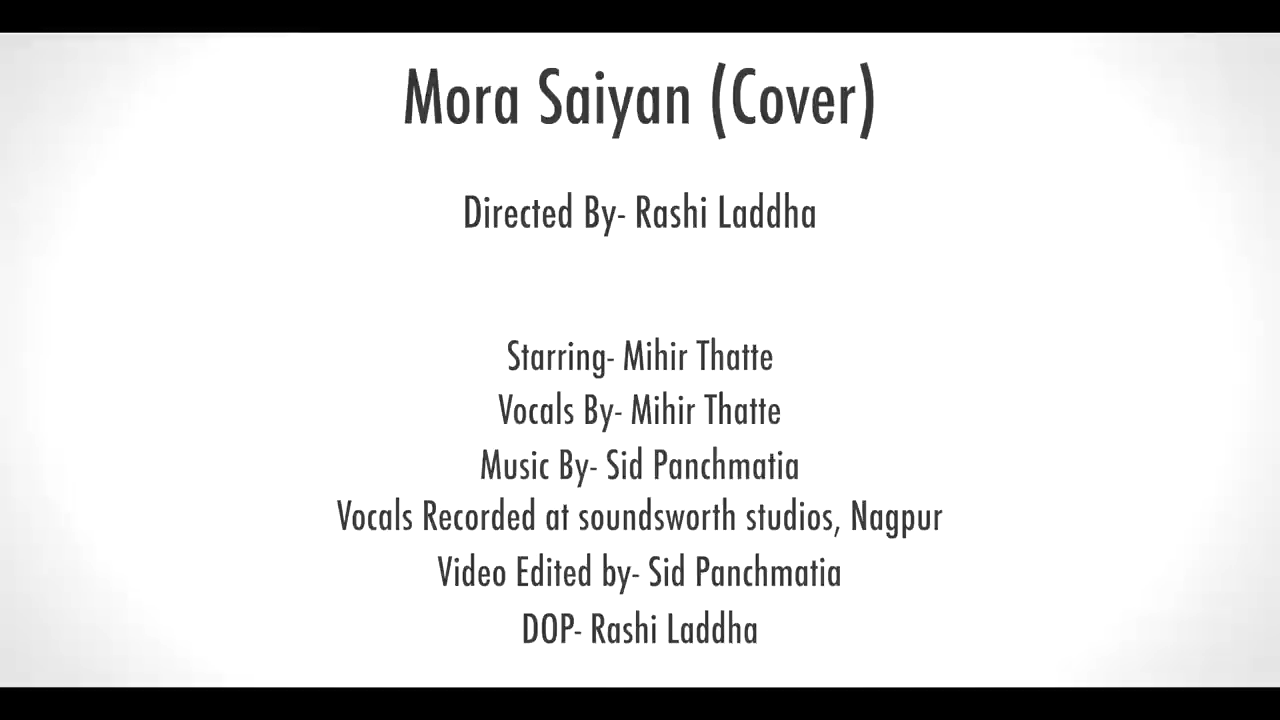 Mora Saiyan (Cover)
Directed By- Rashi Laddha
Starring- Mihir Thatte
Vocals By- Mihir Thatte
Music By- Sid Panchmatia
Vocals Recorded at soundsworth studios, Nagpur
Video Edited by- Sid Panchmatia
DOP- Rashi Laddha